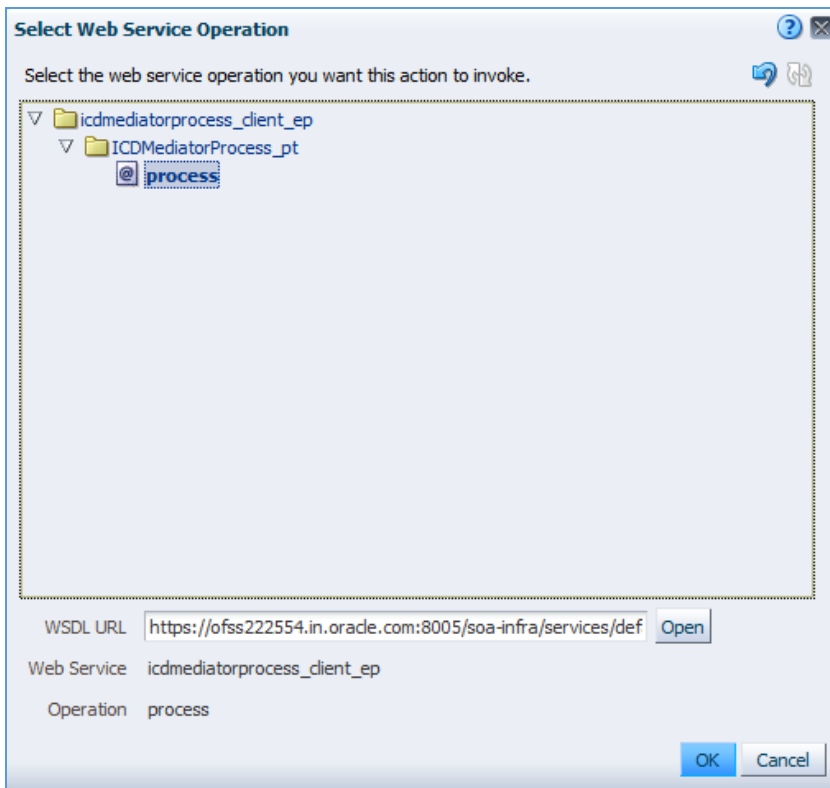 Select Web Service Operation
Select the web service operation you want this action to invoke.
icdmediatorprocess_client_ep
ICDMediatorProcess_pt
process
WSDL URL https://ofss222554.in.oracle.com:8005/soa-infra/services/def Open
Web Service icdmediatorprocess_client_ep
Operation process
OK Cancel